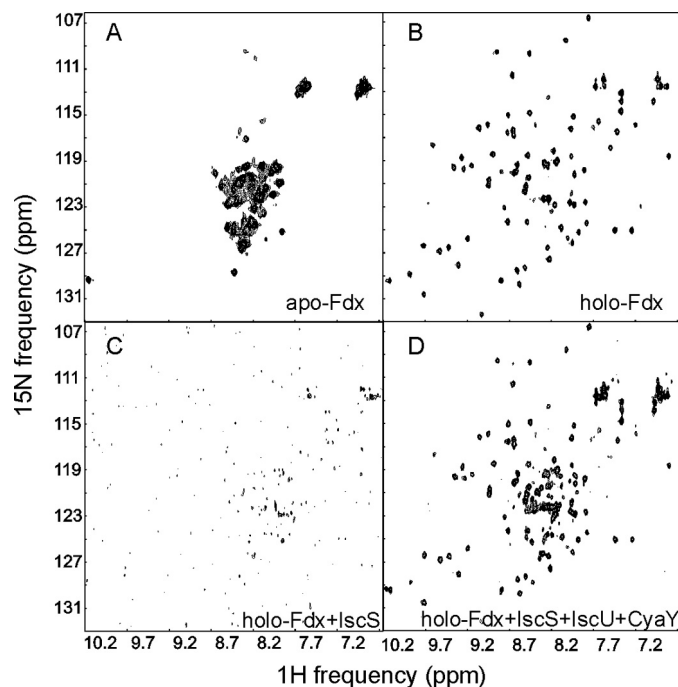 A
B
107
111
115
119
123
127
131
apo-Fdx
holo-Fdx
C
D
107
111
115
119
123
127
131
holo-Fdx+IscS
holo-Fdx+IscS+IscU+CyaY
10.2 9.7 9.2 8.7 8.2 7.7 7.2
10.2 9.7 9.2 8.7 8.2 7.7 7.2
15N frequency (ppm)
1H frequency (ppm)